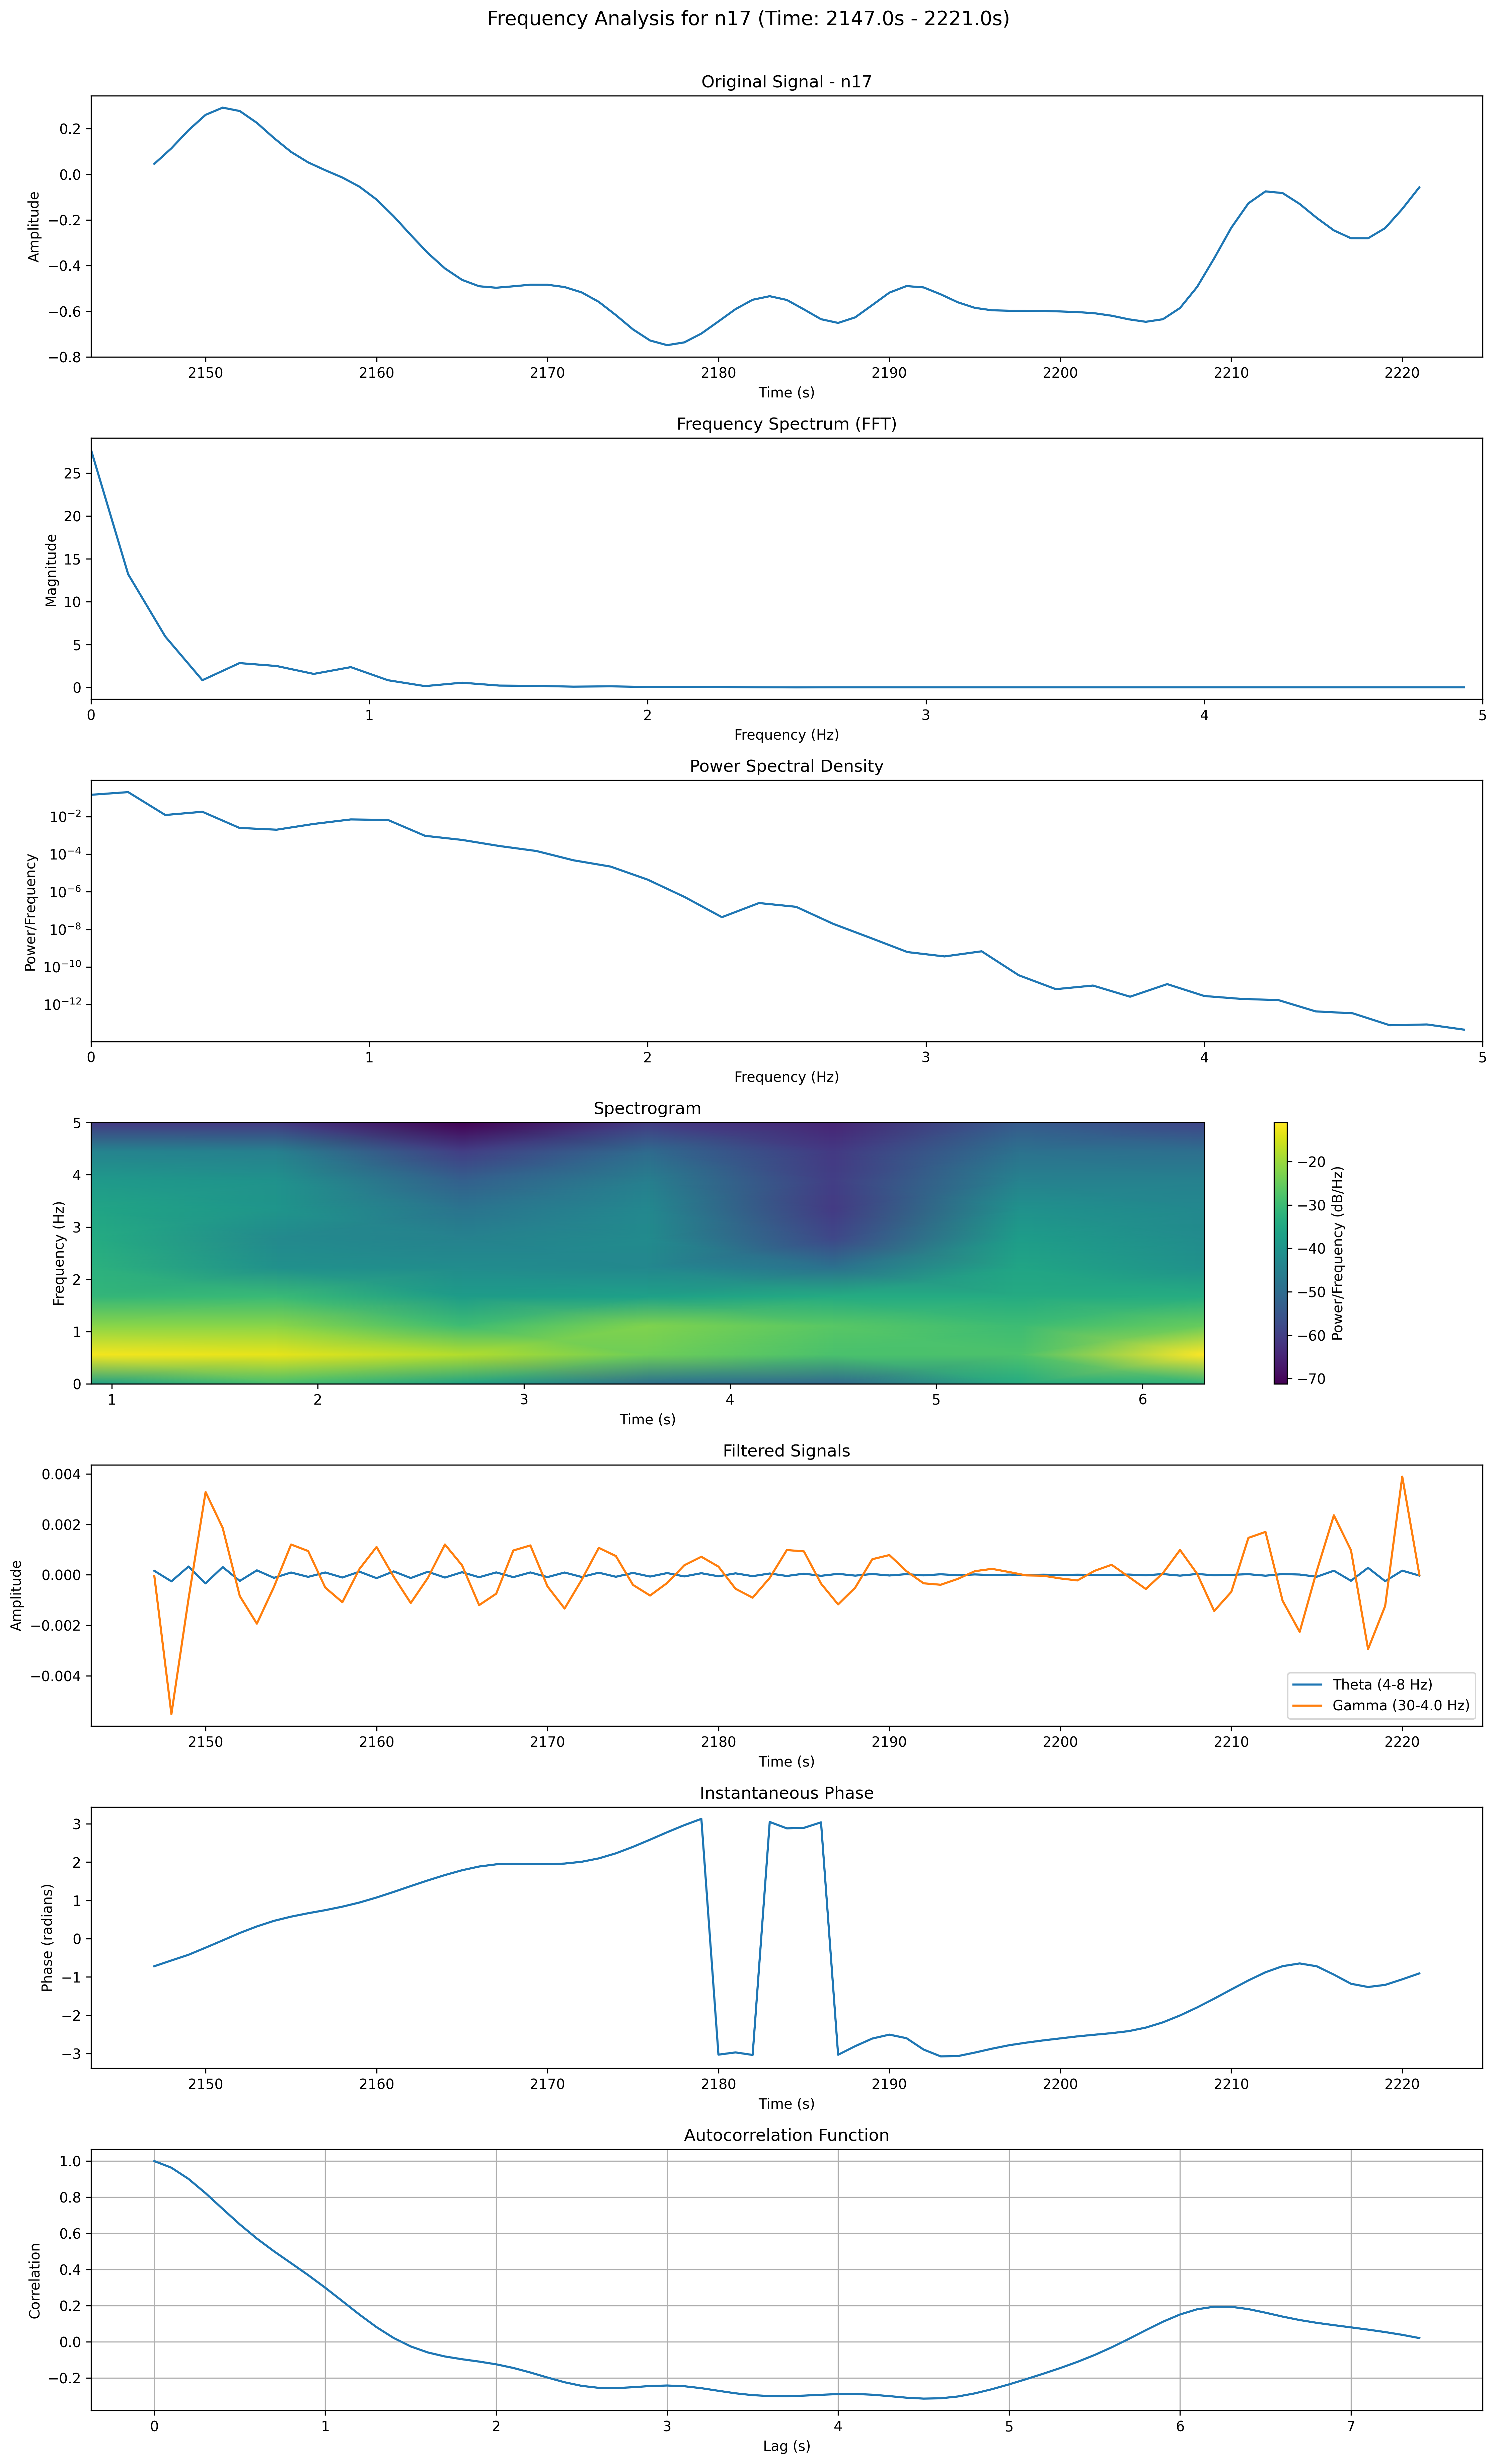 Frequency Analysis for n17 (Time: 2147.0s - 2221.0s)
Original Signal - n17
Amplitude
0.2
0.0
−0.2
−0.4
−0.6
−0.8
2150 2160 2170 2180 2190 2200 2210 2220
Time (s)
Frequency Spectrum (FFT)
Magnitude
25
20
15
10
5
0
0 1 2 3 4 5
Frequency (Hz)
Power Spectral Density
Power/Frequency
10⁻²
10⁻⁴
10⁻⁶
10⁻⁸
10⁻¹⁰
10⁻¹²
0 1 2 3 4 5
Frequency (Hz)
Spectrogram
Frequency (Hz)
5
4
3
2
1
0
1 2 3 4 5 6
Time (s)
−20
−30
−40
−50
−60
−70
Power/Frequency (dB/Hz)
Filtered Signals
Amplitude
0.004
0.002
0.000
−0.002
−0.004
Theta (4-8 Hz)
Gamma (30-4.0 Hz)
2150 2160 2170 2180 2190 2200 2210 2220
Time (s)
Instantaneous Phase
Phase (radians)
3
2
1
0
−1
−2
−3
2150 2160 2170 2180 2190 2200 2210 2220
Time (s)
Autocorrelation Function
Correlation
1.0
0.8
0.6
0.4
0.2
0.0
−0.2
0 1 2 3 4 5 6 7
Lag (s)